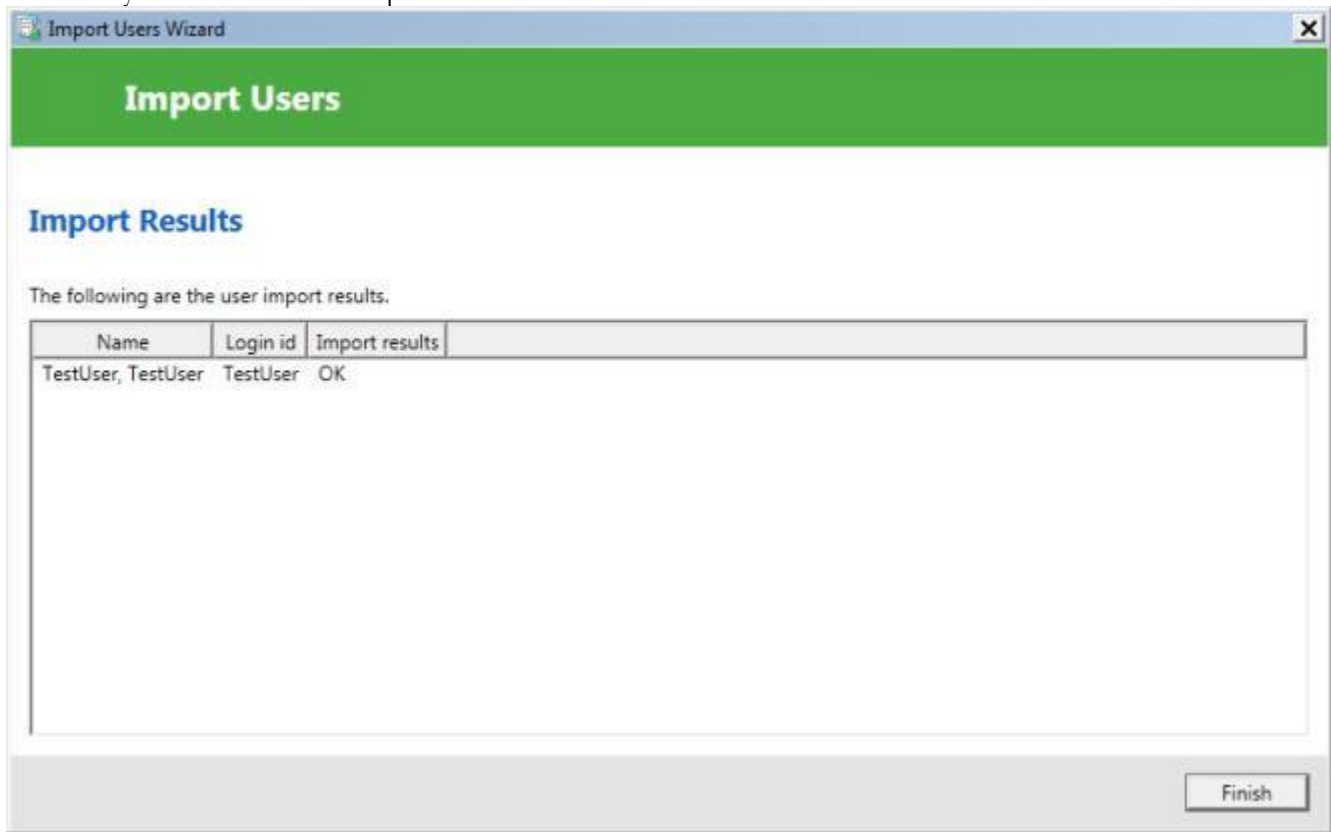 Import Users Wizard
Import Users
Import Results
The following are the user import results.
Name Login id Import results
TestUser, TestUser TestUser OK
Finish